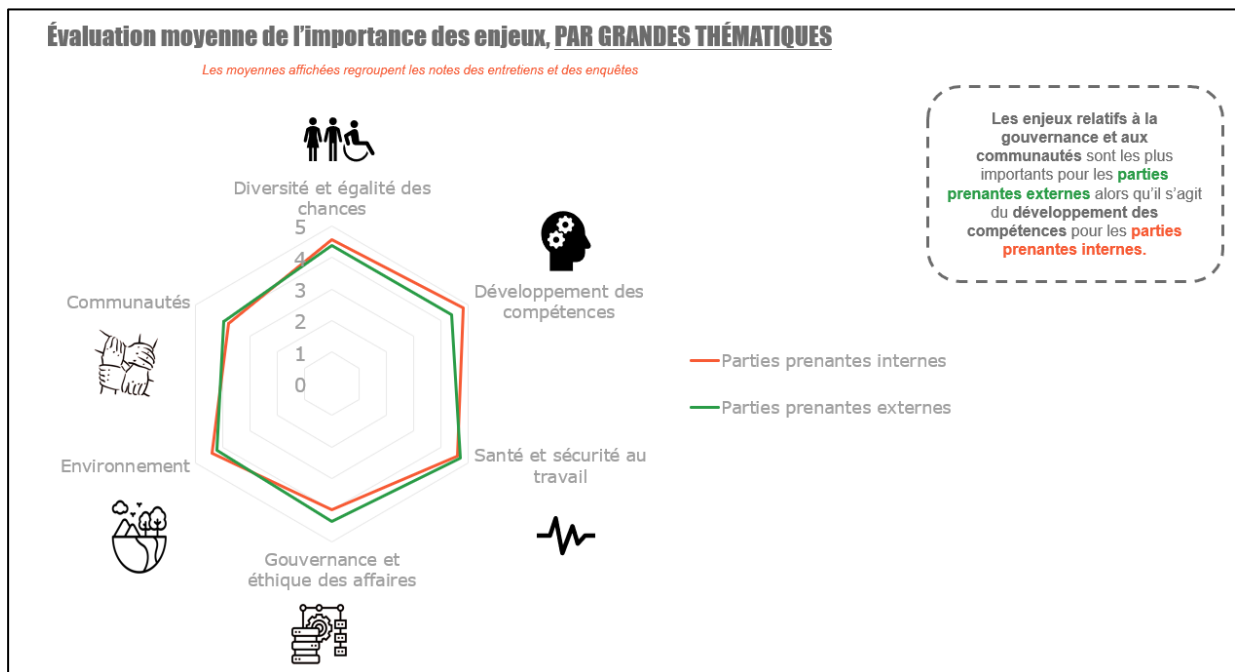 Évaluation moyenne de l'importance des enjeux, PAR GRANDES THÉMATIQUES
Les moyennes affichées regroupent les notes des entretiens et des enquêtes
Les enjeux relatifs à la
gouvernance et aux
communautés sont les plus
importants pour les parties
prenantes externes alors qu'il s'agit
du développement des
compétences pour les parties
prenantes internes.
Diversité et égalité des
chances
5
4
3
2
1
0
Développement des
compétences
Santé et sécurité au
travail
Gouvernance et
éthique des affaires
Environnement
Communautés
Parties prenantes internes
Parties prenantes externes